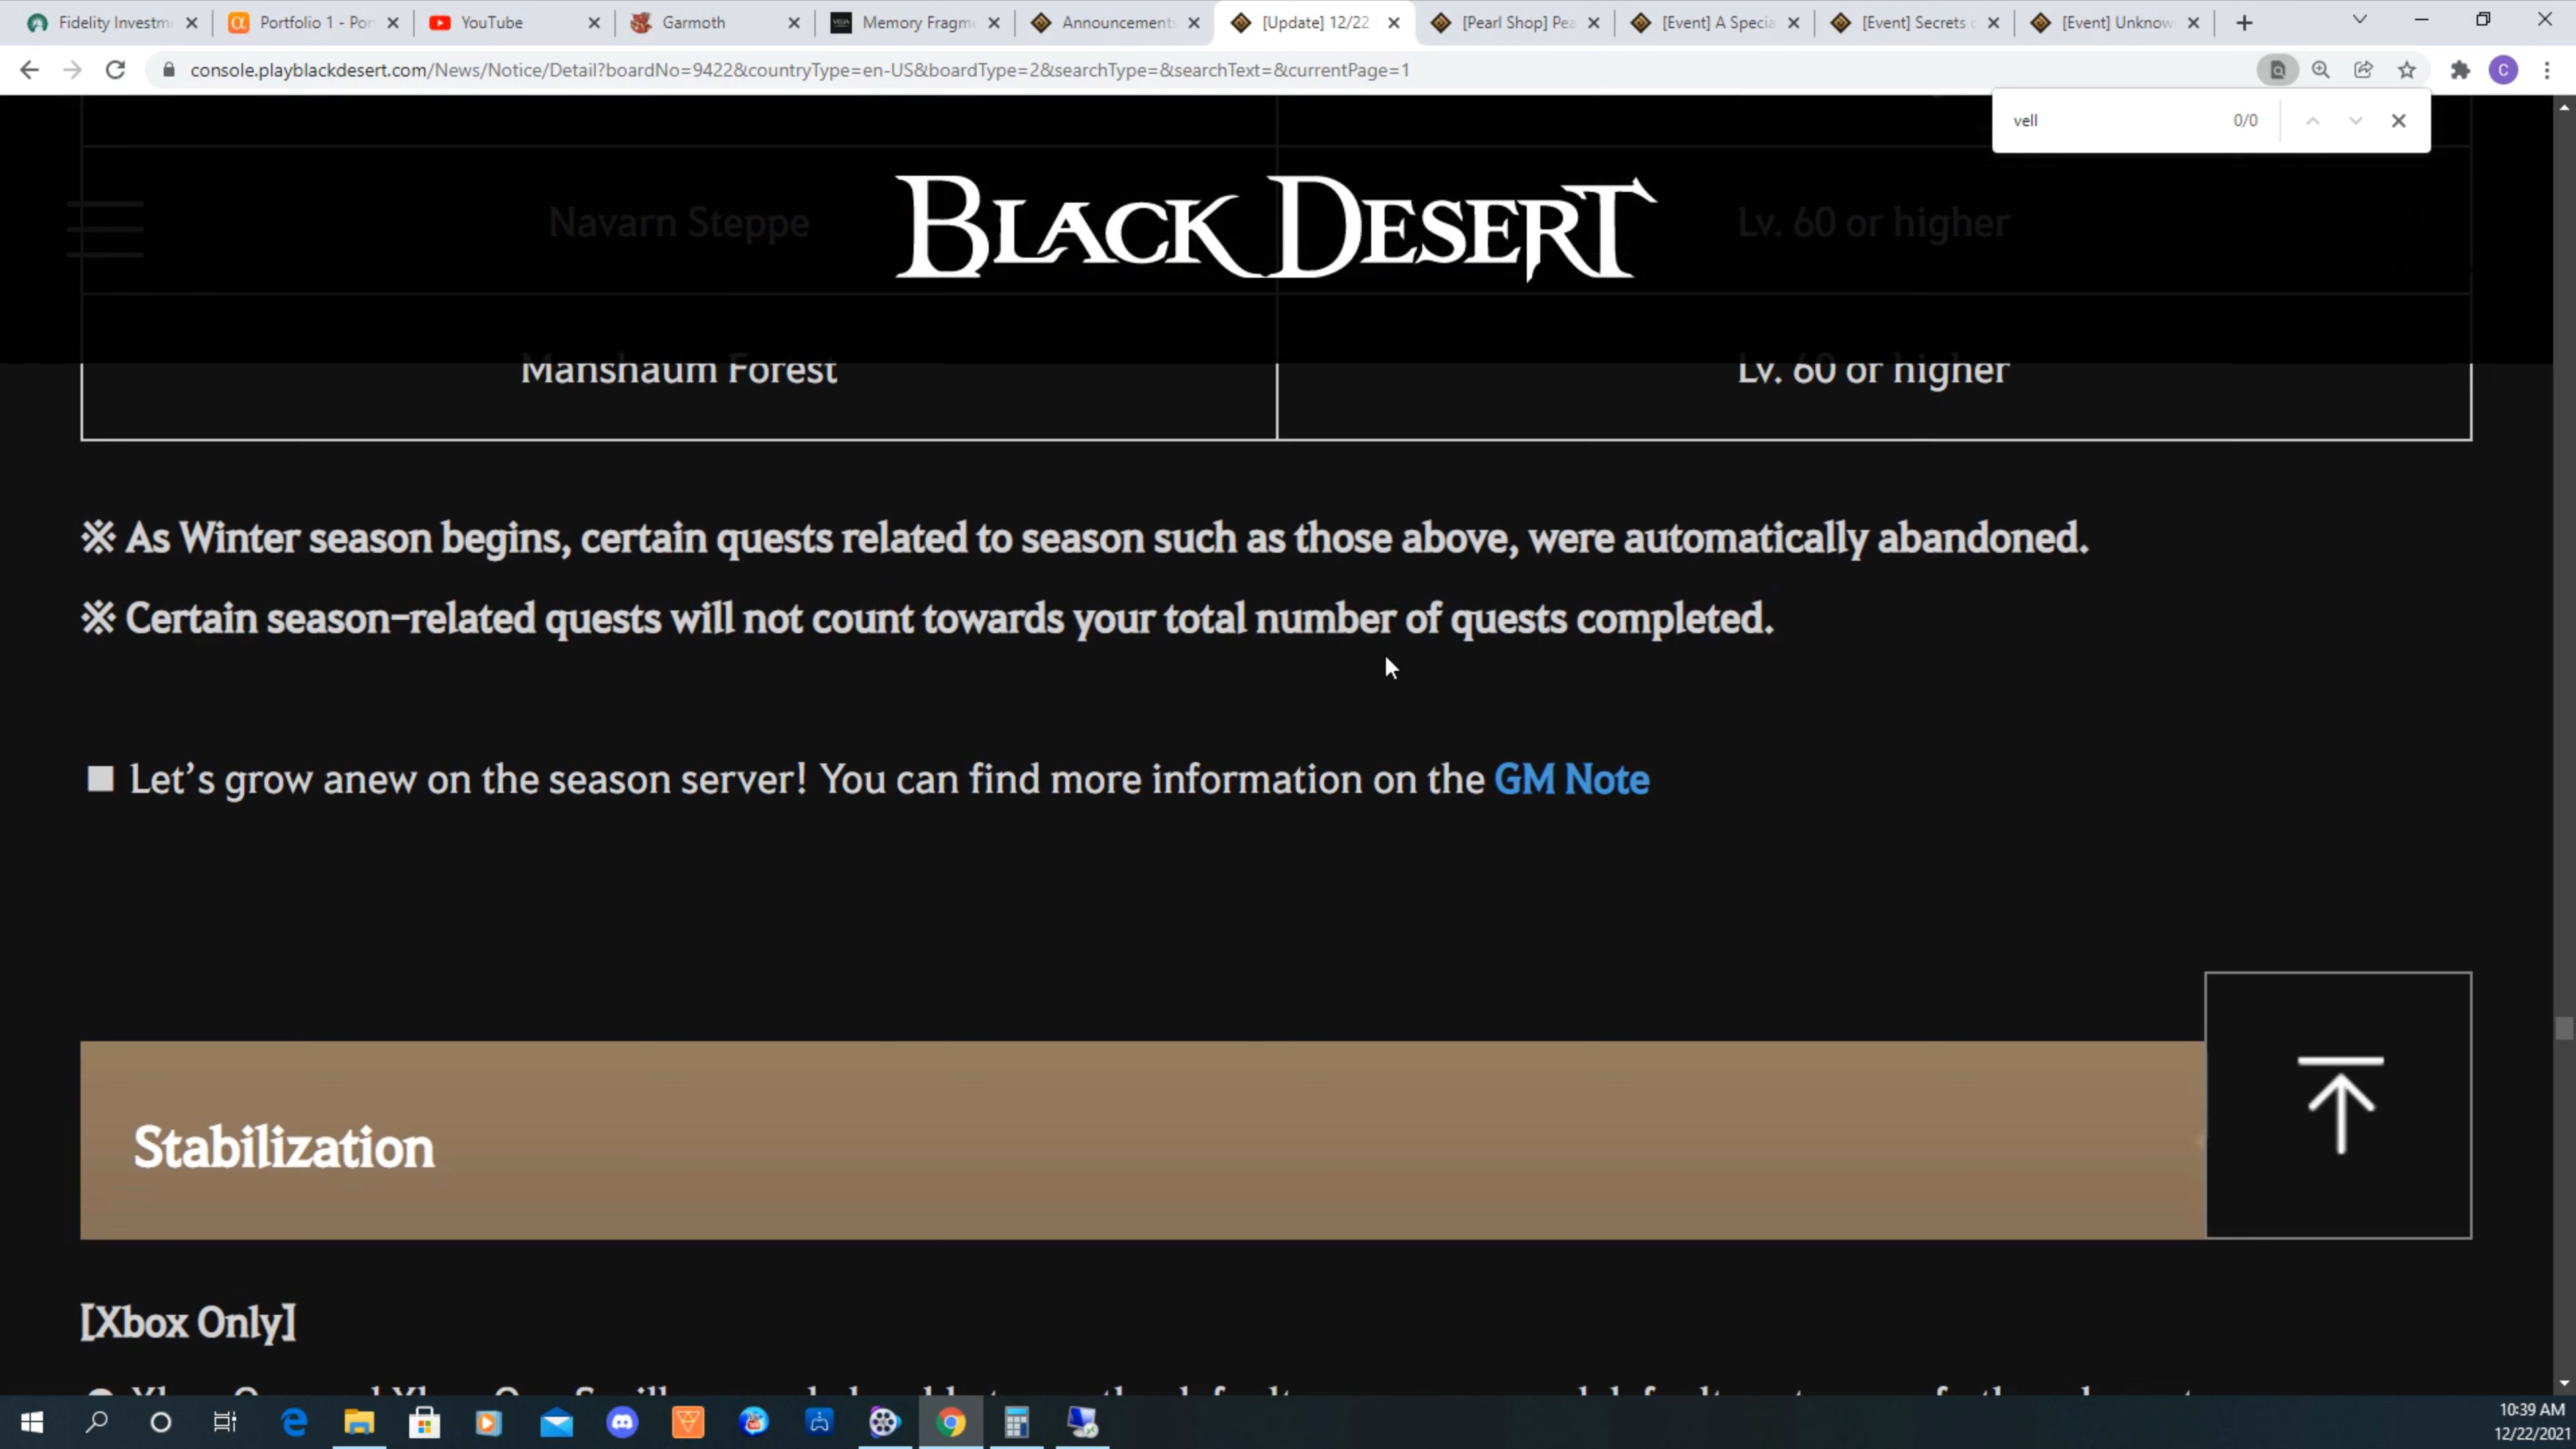 Fidelity Investm
Portfolio 1 - Por
YouTube
Garmoth
Memory Fragm
Announcements
[Update] 12/22
[Pearl Shop] Pea
[Event] A Specia
[Event] Secrets
[Event] Unknow
console.playblackdesert.com/News/Notice/Detail?boardNo=9422&countryType=en-US&boardType=2&searchType=&searchText=&currentPage=1
C
vell 0/0
BLACK DESERT
Navarn Steppe Lv. 60 or higher
Manshaum Forest Lv. 60 or higher
※ As Winter season begins, certain quests related to season such as those above, were automatically abandoned.
※ Certain season-related quests will not count towards your total number of quests completed.
■ Let's grow anew on the season server! You can find more information on the GM Note
Stabilization
[Xbox Only]
10:39 AM
12/22/2021